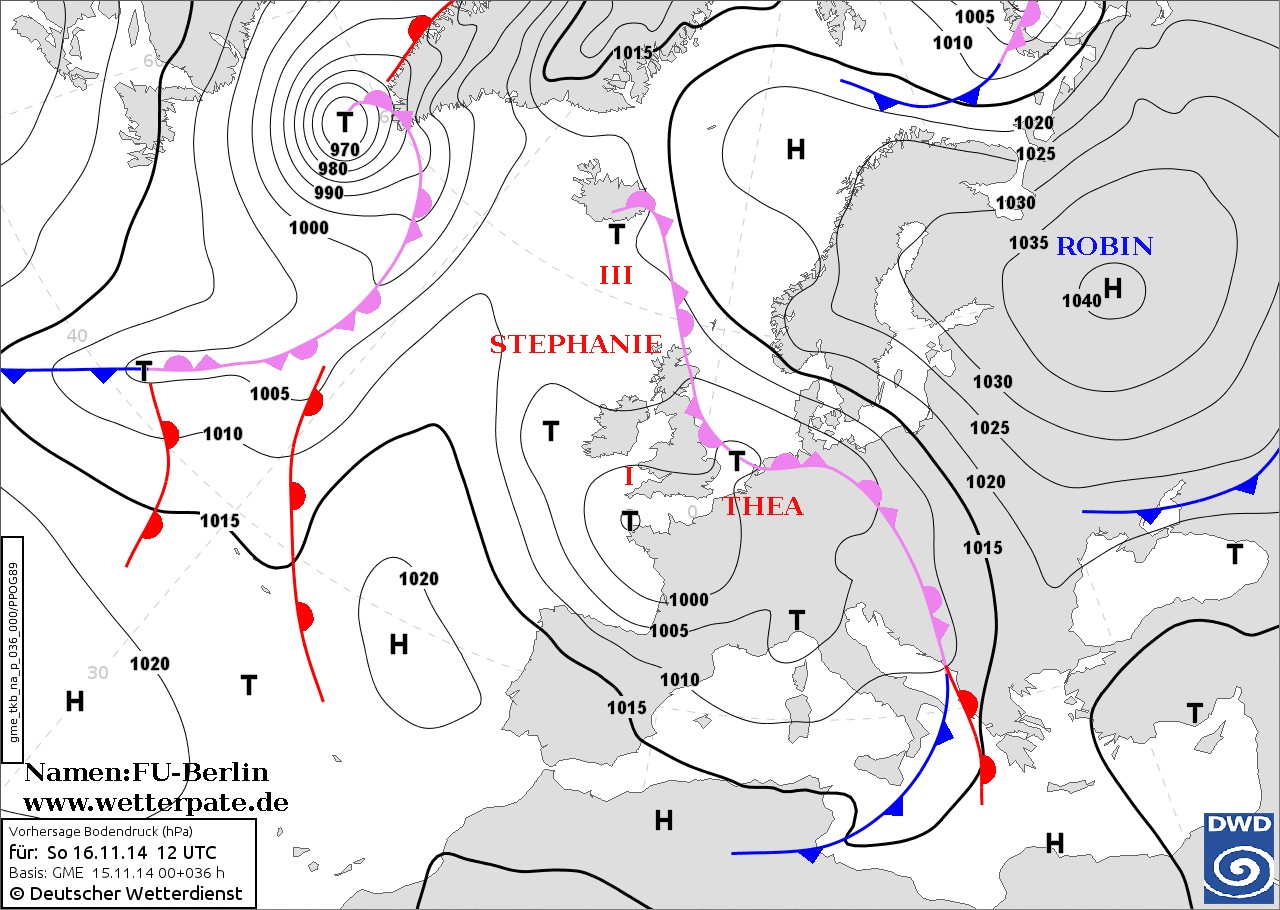 1005
1010
1015
60
T
60
970
980
990
1000
H
1020
1025
1030
1035
ROBIN
H
1040
T
III
STEPHANIE
40
T
1005
1010
T
I
T
THEA
T
0
1030
1025
1020
1015
1015
1020
H
1000
1005
T
1010
1015
T
T
30
1020
H
T
H
H
gme_tkb_na_p_036_000/PPOG89
Namen:FU-Berlin
www.wetterpate.de
Vorhersage Bodendruck (hPa)
für: So 16.11.14 12 UTC
Basis: GME 15.11.14 00+036 h
© Deutscher Wetterdienst
DWD